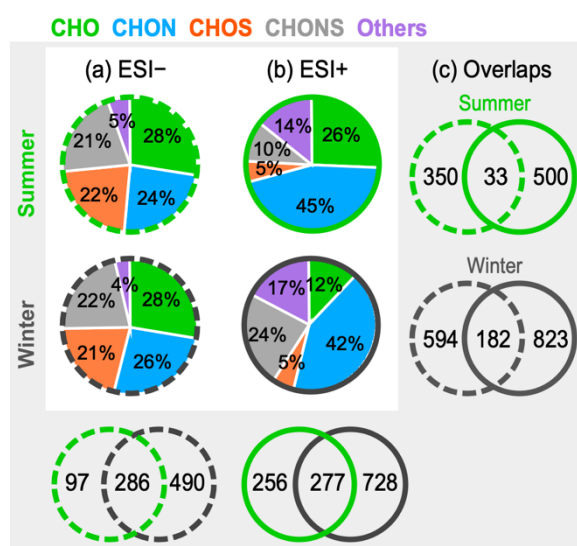 CHO CHON CHOS CHONS Others
(a) ESI− (b) ESI+ (c) Overlaps
Summer
Summer
5% 28% 24% 22% 21%
14% 26% 45% 5% 10%
350 33 500
Winter
Winter
4% 28% 26% 21% 22%
17% 12% 42% 5% 24%
594 182 823
97 286 490
256 277 728